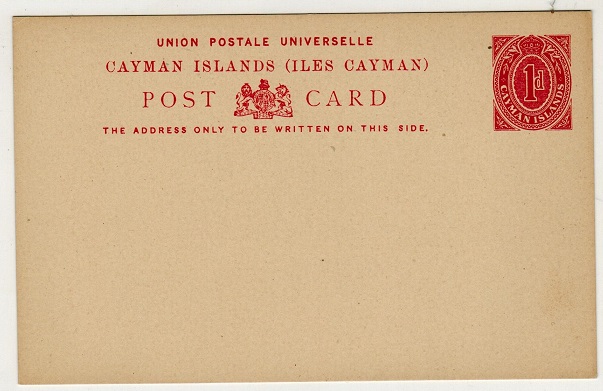 UNION POSTALE UNIVERSELLE
CAYMAN ISLANDS (ILES CAYMAN)
POST CARD
THE ADDRESS ONLY TO BE WRITTEN ON THIS SIDE.
1d
CAYMAN ISLANDS